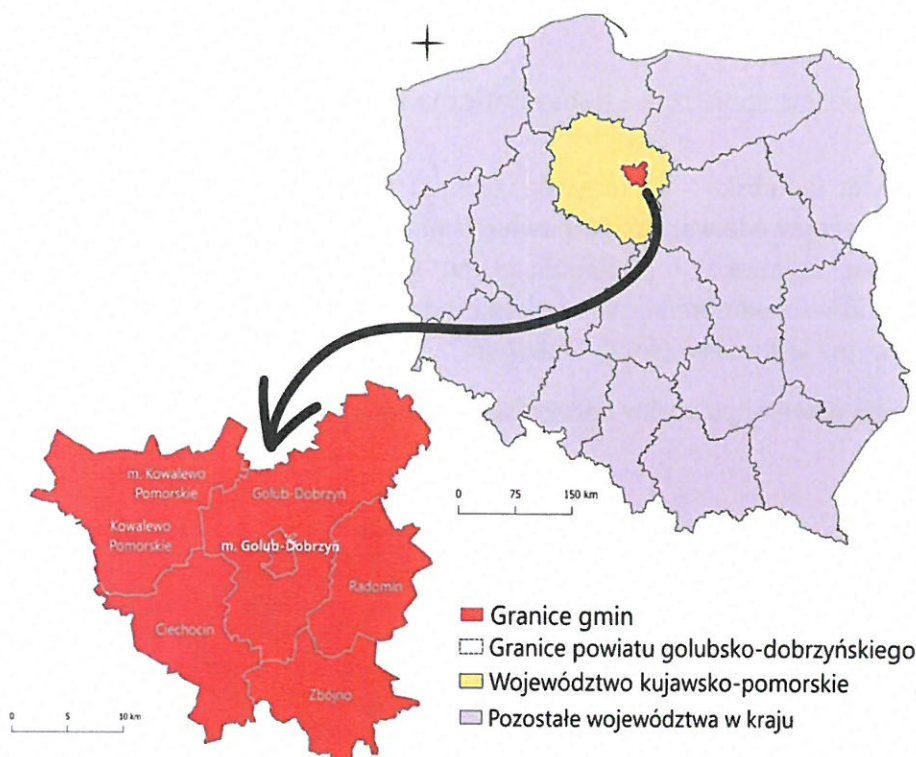 m. Kowalewo
Pomorskie
Golub-Dobrzyń
Kowalewo
Pomorskie
m. Golub-Dobrzyń
Radomin
Ciechocin
Zbójno
0 5 10 km
0 75 150 km
Granice gmin
Granice powiatu golubsko-dobrzyńskiego
Województwo kujawsko-pomorskie
Pozostałe województwa w kraju